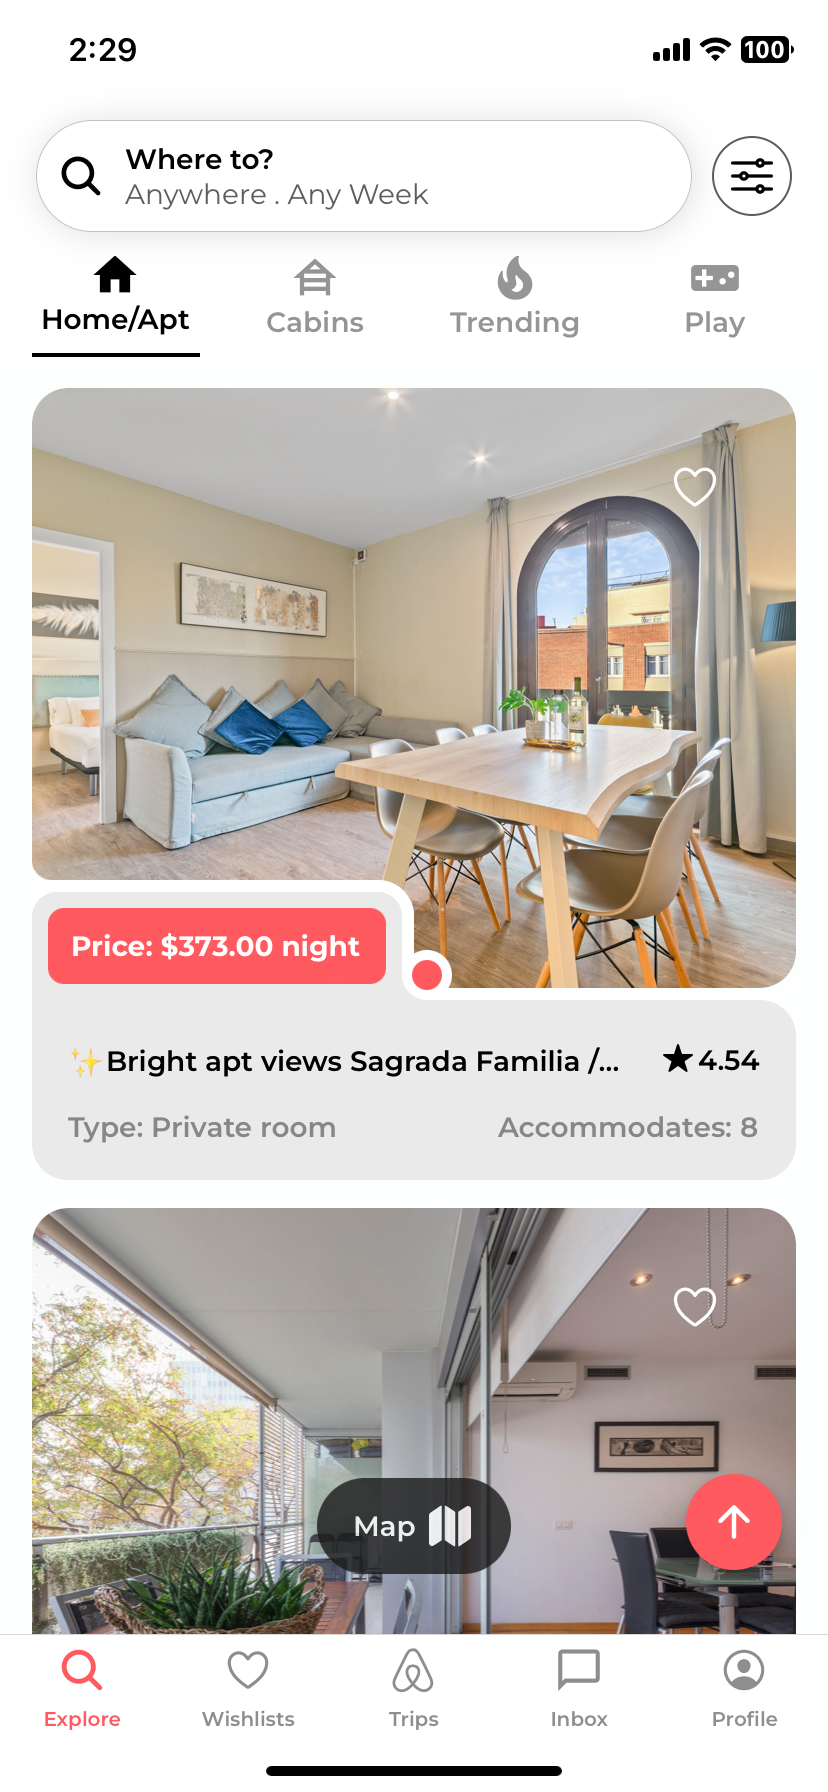 2:29
100
Where to?
Anywhere . Any Week
Home/Apt
Cabins
Trending
Play
Price: $373.00 night
✨Bright apt views Sagrada Familia /...
★4.54
Type: Private room
Accommodates: 8
Map
Explore
Wishlists
Trips
Inbox
Profile